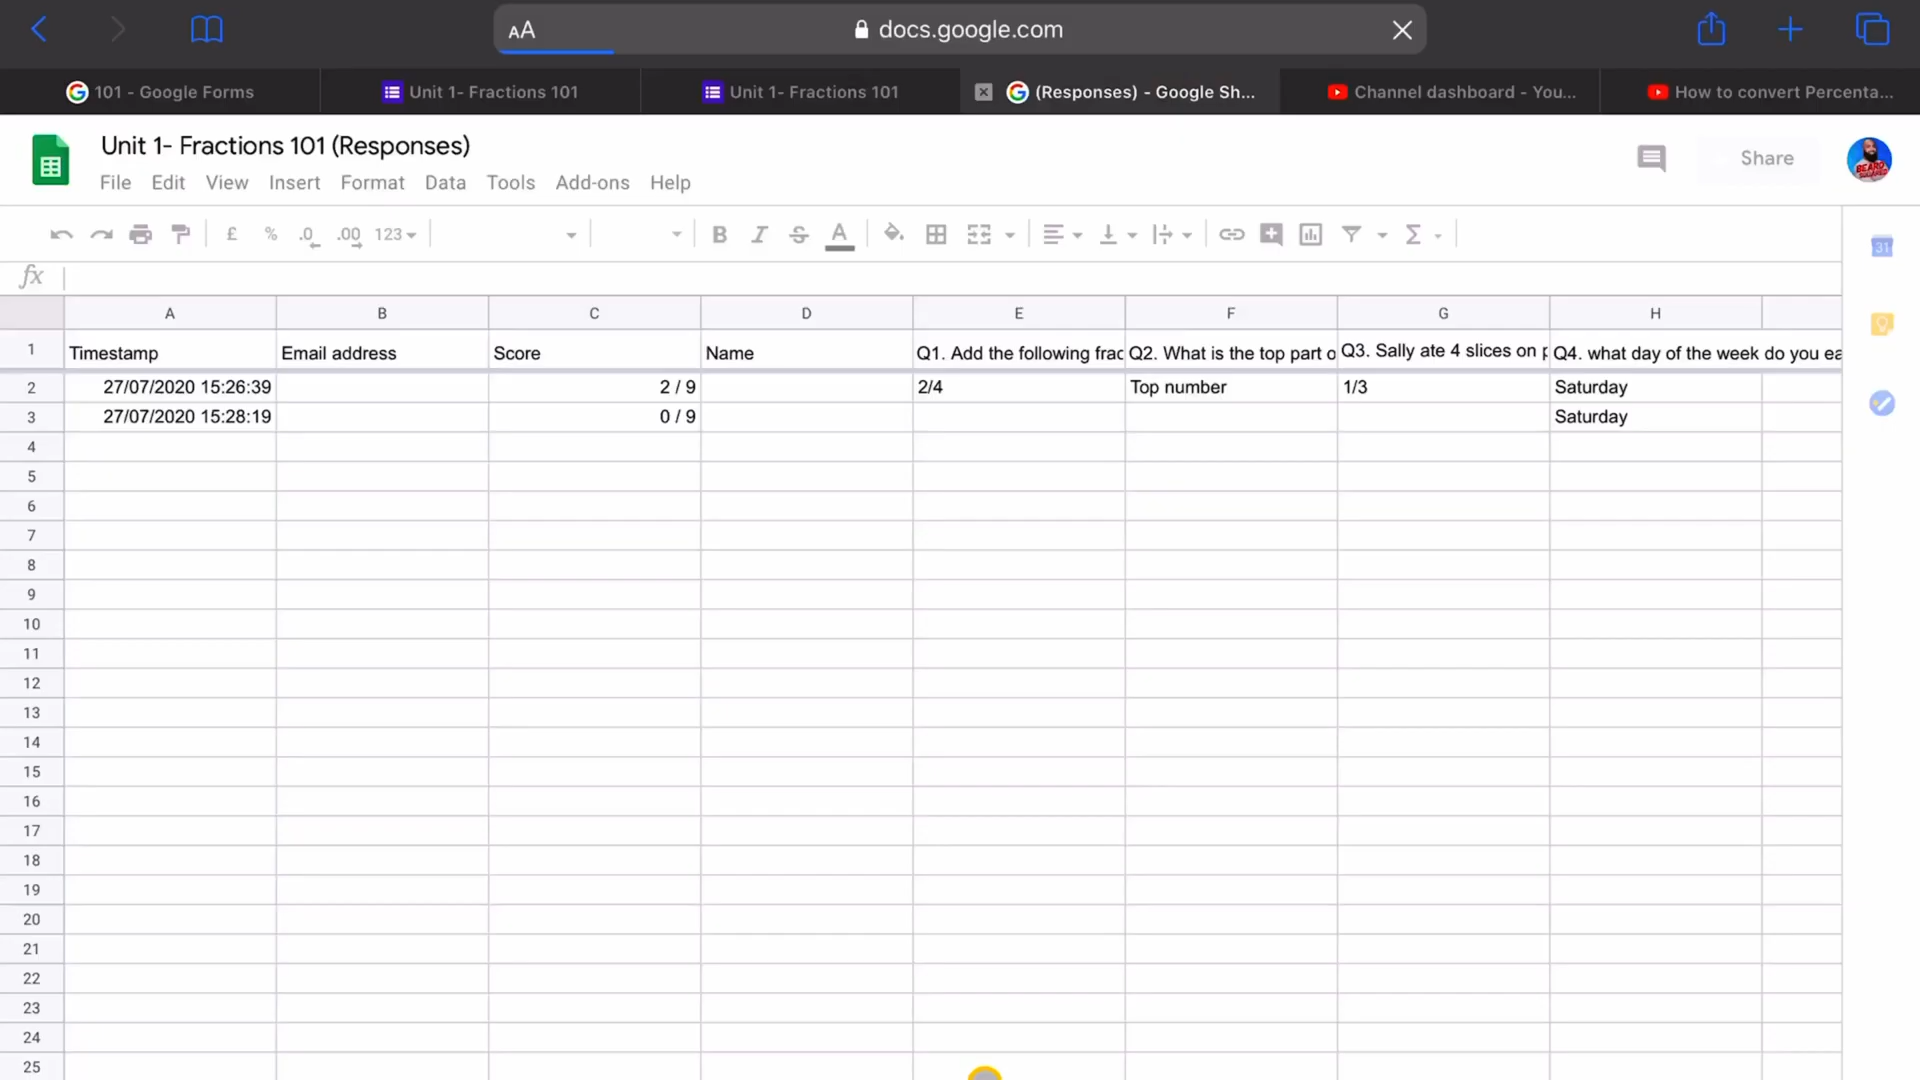 AA docs.google.com
101 - Google Forms Unit 1- Fractions 101 Unit 1- Fractions 101 (Responses) - Google Sh... Channel dashboard - You... How to convert Percenta...
Unit 1- Fractions 101 (Responses)
Share
File Edit View Insert Format Data Tools Add-ons Help
£ % .0 .00 123 B I S A Σ
31
fx
A B C D E F G H
1 Timestamp Email address Score Name Q1. Add the following frac Q2. What is the top part o Q3. Sally ate 4 slices on p Q4. what day of the week do you ea
2 27/07/2020 15:26:39 2 / 9 2/4 Top number 1/3 Saturday
3 27/07/2020 15:28:19 0 / 9 Saturday
4
5
6
7
8
9
10
11
12
13
14
15
16
17
18
19
20
21
22
23
24
25